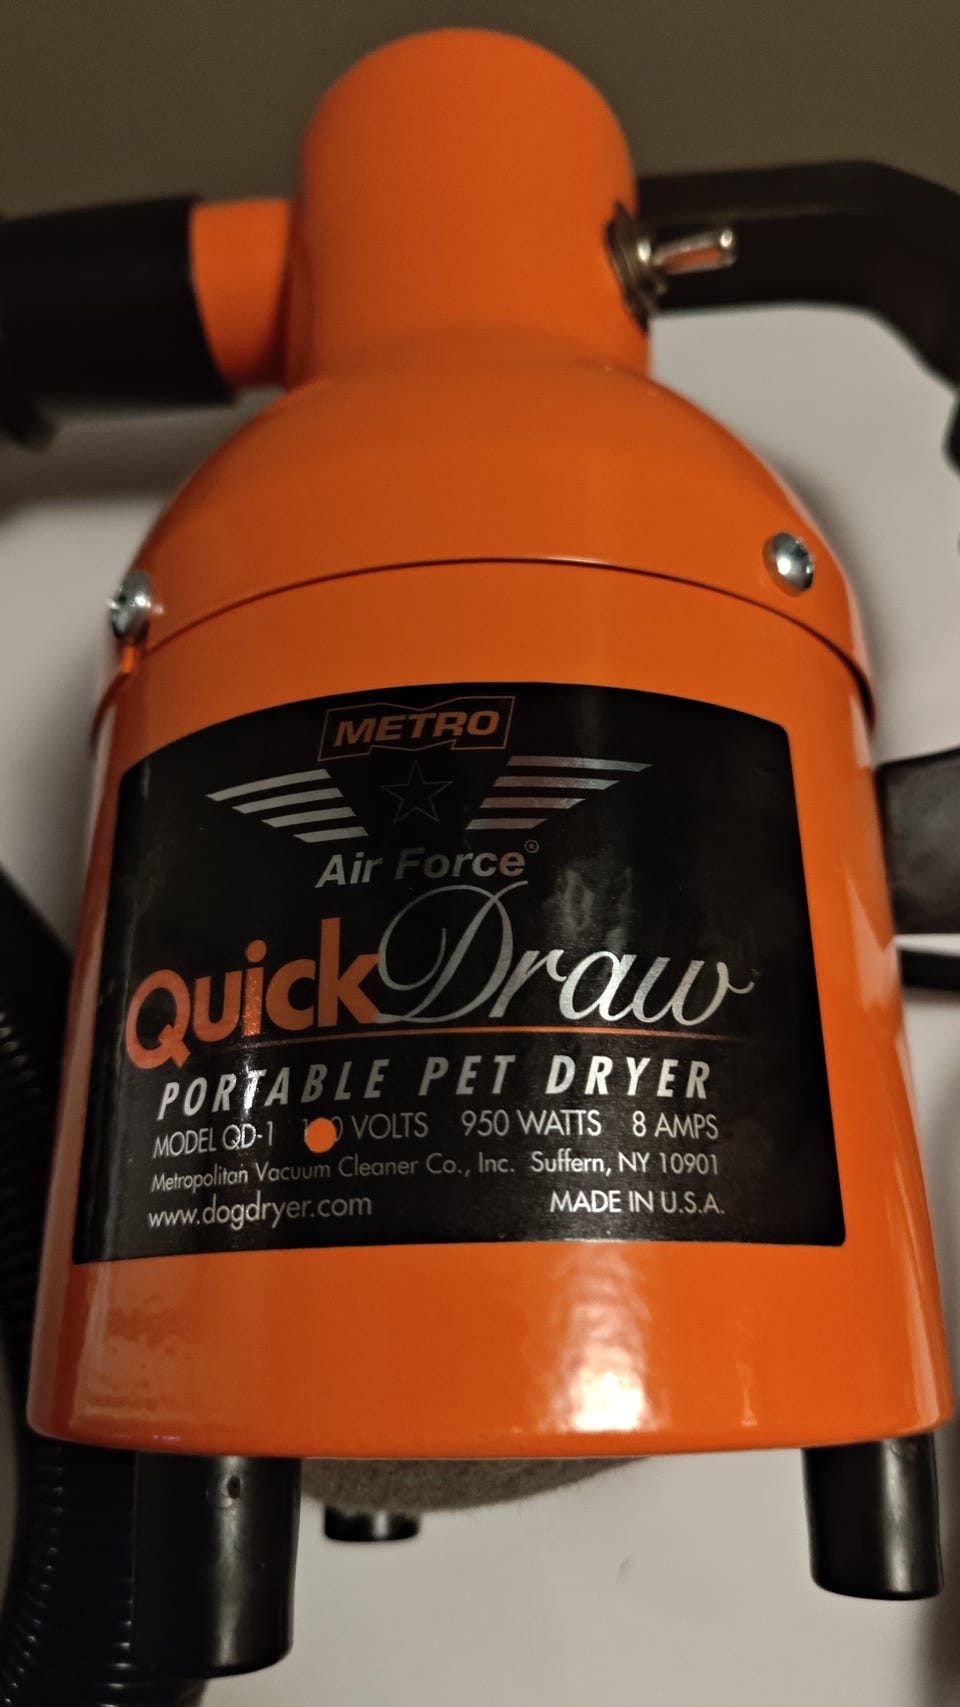 METRO
Air Force®
QuickDraw™
PORTABLE PET DRYER
MODEL QD-1 VOLTS 950 WATTS 8 AMPS
Metropolitan Vacuum Cleaner Co., Inc. Suffern, NY 10901
www.dogdryer.com MADE IN U.S.A.